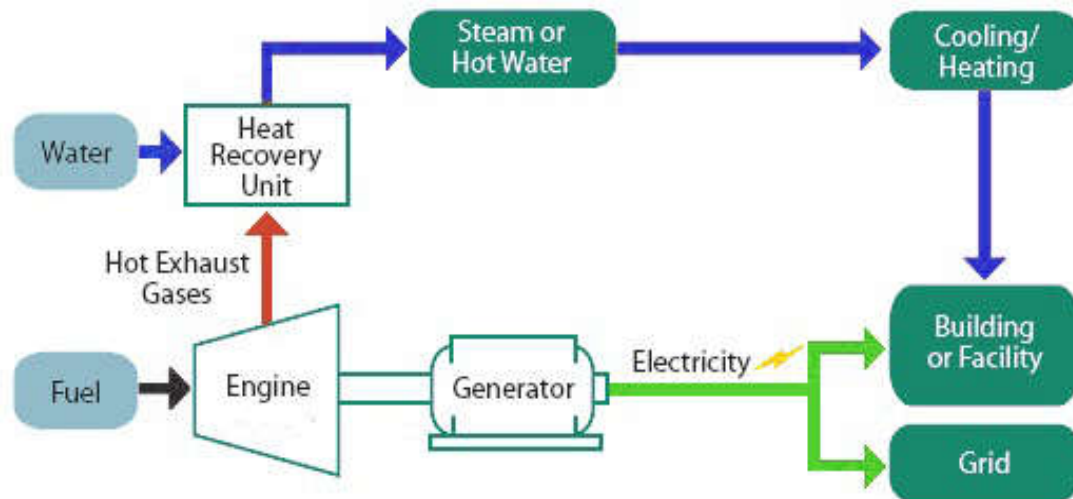 Steam or
Hot Water
Cooling/
Heating
Water
Heat
Recovery
Unit
Hot Exhaust
Gases
Fuel
Engine
Generator
Electricity
Building
or Facility
Grid